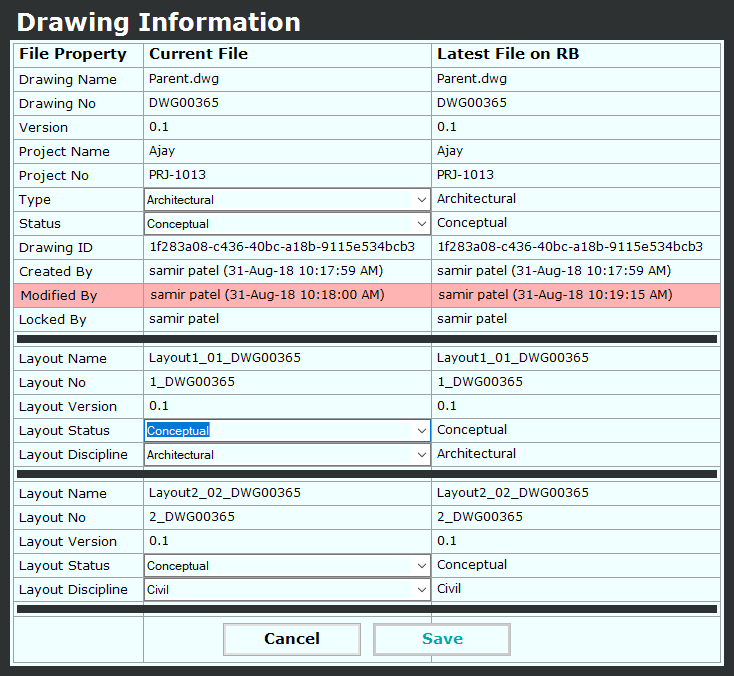 Drawing Information
File Property Current File Latest File on RB
Drawing Name Parent.dwg Parent.dwg
Drawing No DWG00365 DWG00365
Version 0.1 0.1
Project Name Ajay Ajay
Project No PRJ-1013 PRJ-1013
Type Architectural Architectural
Status Conceptual Conceptual
Drawing ID 1f283a08-c436-40bc-a18b-9115e534bcb3 1f283a08-c436-40bc-a18b-9115e534bcb3
Created By samir patel (31-Aug-18 10:17:59 AM) samir patel (31-Aug-18 10:17:59 AM)
Modified By samir patel (31-Aug-18 10:18:00 AM) samir patel (31-Aug-18 10:19:15 AM)
Locked By samir patel samir patel
Layout Name Layout1_01_DWG00365 Layout1_01_DWG00365
Layout No 1_DWG00365 1_DWG00365
Layout Version 0.1 0.1
Layout Status Conceptual Conceptual
Layout Discipline Architectural Architectural
Layout Name Layout2_02_DWG00365 Layout2_02_DWG00365
Layout No 2_DWG00365 2_DWG00365
Layout Version 0.1 0.1
Layout Status Conceptual Conceptual
Layout Discipline Civil Civil
Cancel Save